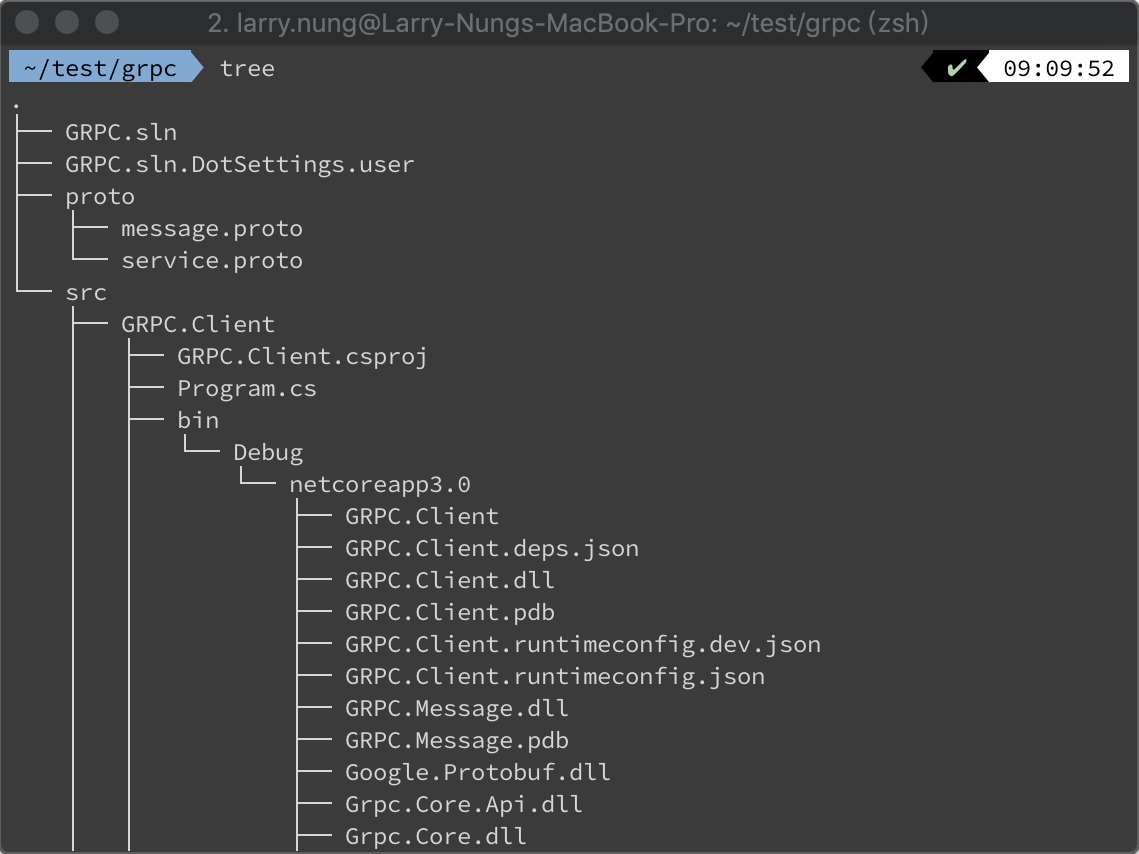 2. larry.nung@Larry-Nungs-MacBook-Pro: ~/test/grpc (zsh)
~/test/grpc tree ✔ 09:09:52
.
├── GRPC.sln
├── GRPC.sln.DotSettings.user
├── proto
│   ├── message.proto
│   └── service.proto
└── src
    ├── GRPC.Client
    │   ├── GRPC.Client.csproj
    │   ├── Program.cs
    │   ├── bin
    │   │   └── Debug
    │   │       └── netcoreapp3.0
    │   │           ├── GRPC.Client
    │   │           ├── GRPC.Client.deps.json
    │   │           ├── GRPC.Client.dll
    │   │           ├── GRPC.Client.pdb
    │   │           ├── GRPC.Client.runtimeconfig.dev.json
    │   │           ├── GRPC.Client.runtimeconfig.json
    │   │           ├── GRPC.Message.dll
    │   │           ├── GRPC.Message.pdb
    │   │           ├── Google.Protobuf.dll
    │   │           ├── Grpc.Core.Api.dll
    │   │           ├── Grpc.Core.dll